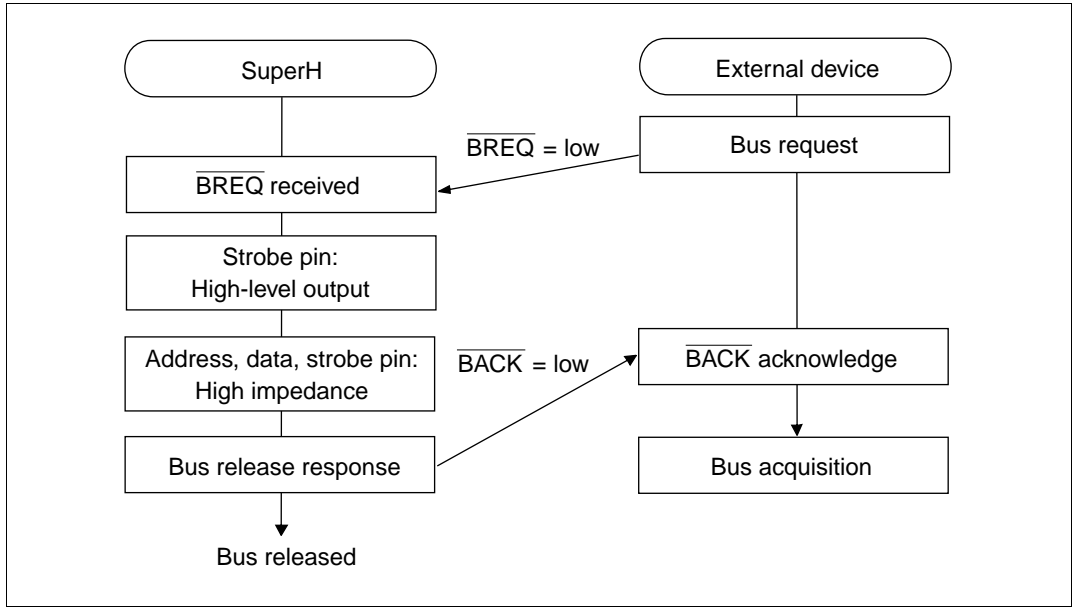 SuperH
BREQ received
Strobe pin:
High-level output
Address, data, strobe pin:
High impedance
Bus release response
Bus released
BREQ = low
BACK = low
External device
Bus request
BACK acknowledge
Bus acquisition